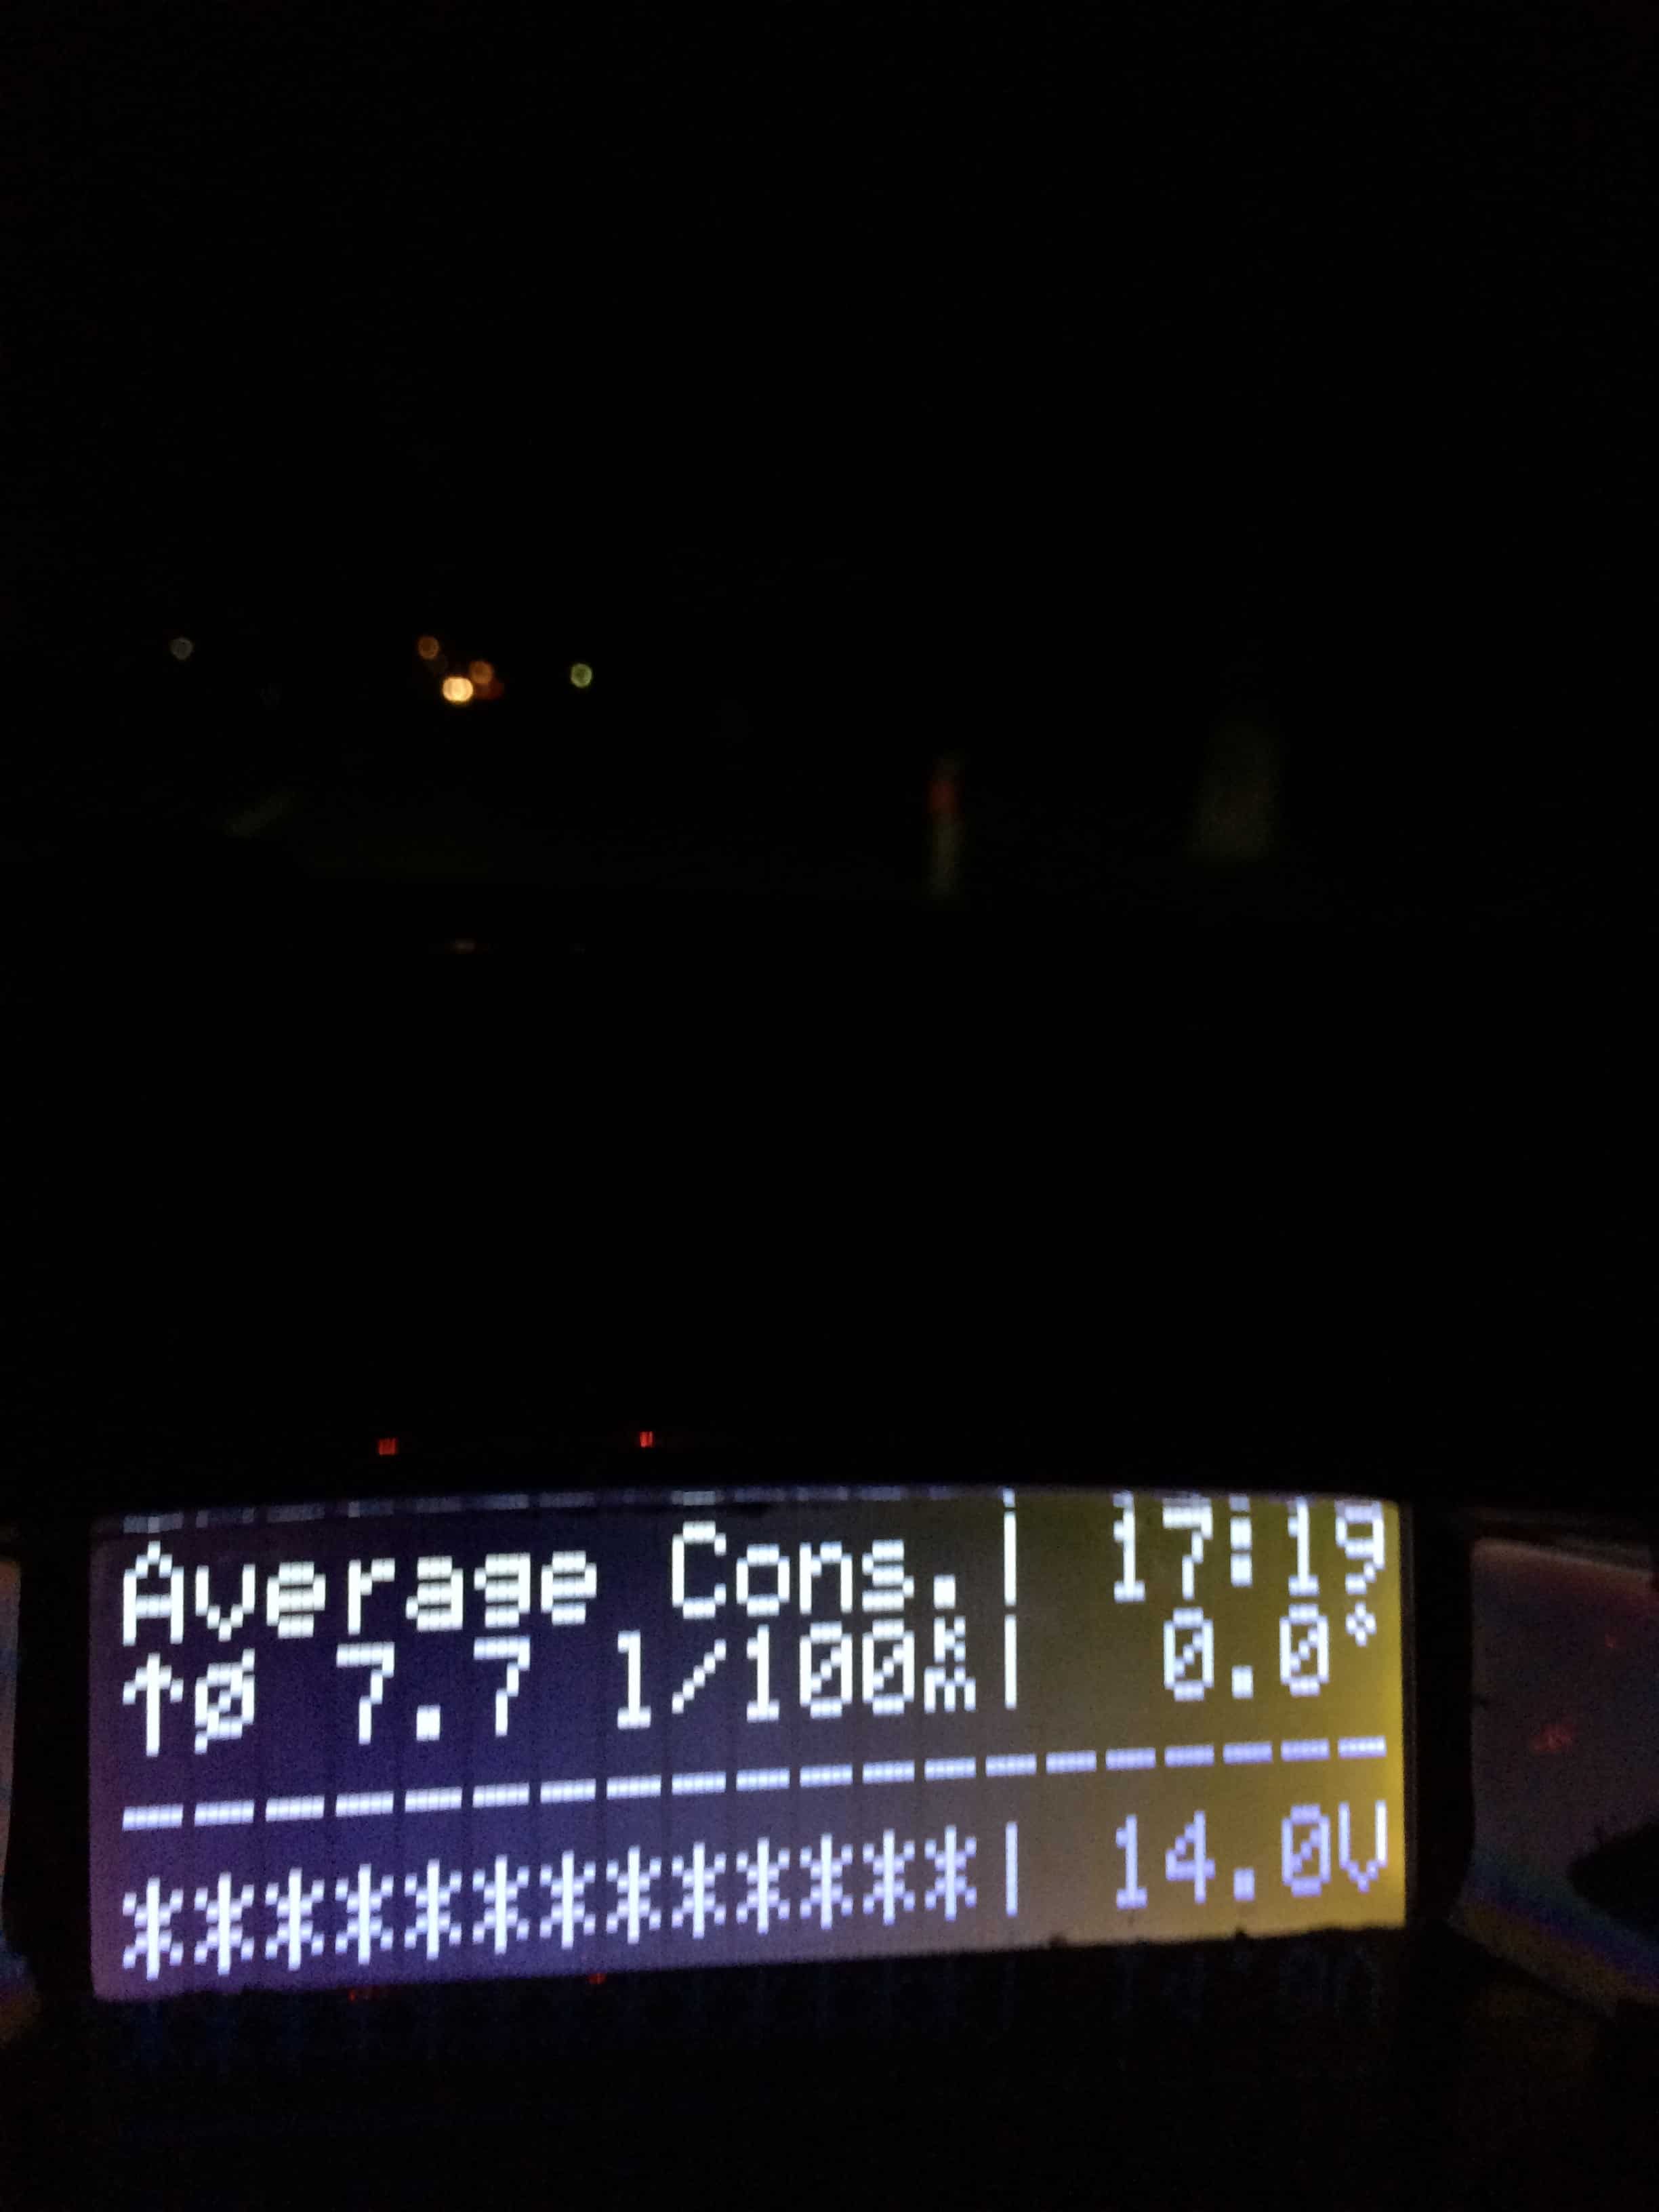 Average Cons.| 17:19
↑ø 7.7 l/100km| 0.0°
--------------------
*************| 14.0V